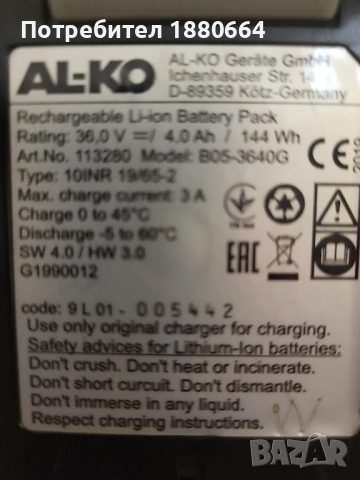 Потребител 1880664
AL-KO
AL-KO Geräte GmbH
Ichenhauser Str. 14
D-89359 Kötz-Germany
Rechargeable Li-ion Battery Pack
Rating: 36,0 V / 4,0 Ah / 144 Wh
Art.No. 113280 Model: B05-3640G
Type: 10INR 19/65-2
Max. charge current: 3 A
Charge 0 to 45°C
Discharge -5 to 60°C
SW 4.0 / HW 3.0
G1990012
CE
2019
EAC
code: 9L01-005442
Use only original charger for charging.
Safety advices for Lithium-Ion batteries:
Don't crush. Don't heat or incinerate.
Don't short curcuit. Don't dismantle.
Don't immerse in any liquid.
Respect charging instructions.
BAZAR